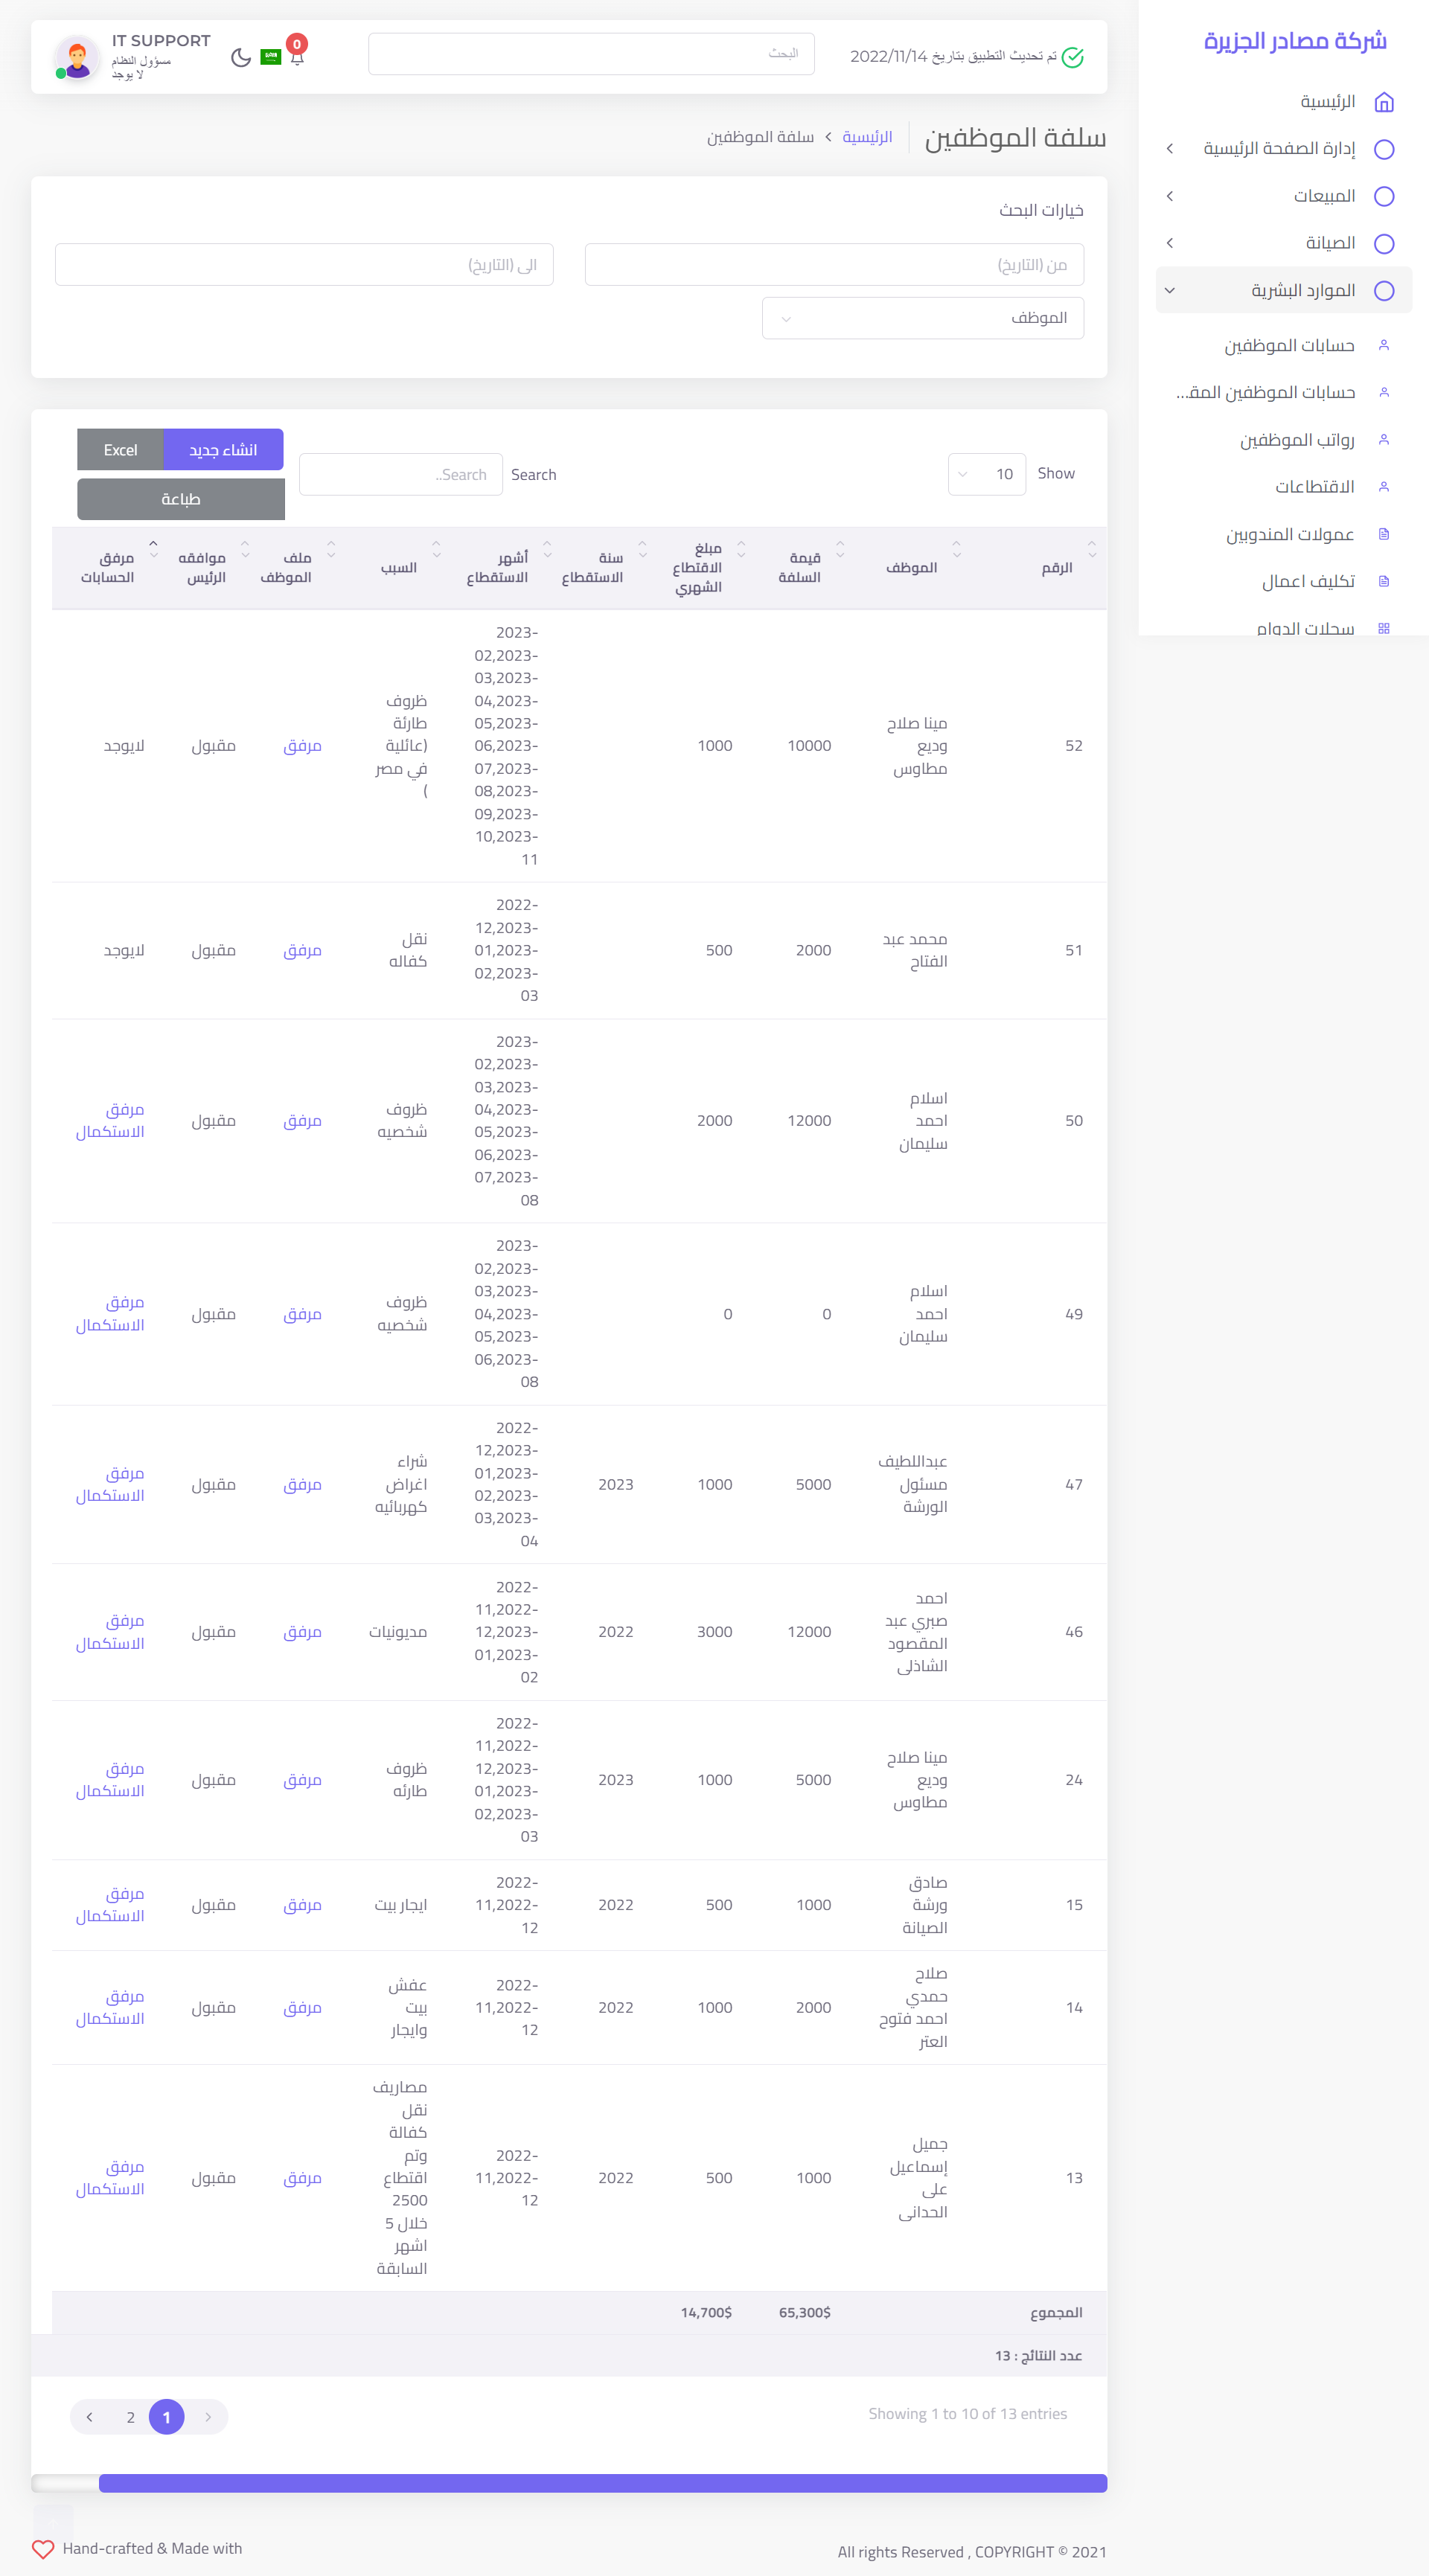 شركة مصادر الجزيرة
الرئيسية
إدارة الصفحة الرئيسية
المبيعات
الصيانة
الموارد البشرية
حسابات الموظفين
حسابات الموظفين المقـ...
رواتب الموظفين
الاقتطاعات
عمولات المندوبين
تكليف اعمال
سجلات الدوام
تم تحديث التطبيق بتاريخ 2022/11/14
البحث
0
IT SUPPORT
مسؤول النظام
لا يوجد
سلفة الموظفين
الرئيسية
سلفة الموظفين
خيارات البحث
من (التاريخ)
الى (التاريخ)
الموظف
Show
10
Search
Search..
انشاء جديد
Excel
طباعة
الرقم
الموظف
قيمة
السلفة
مبلغ
الاقتطاع
الشهري
سنة
الاستقطاع
أشهر
الاستقطاع
السبب
ملف
الموظف
موافقه
الرئيس
مرفق
الحسابات
52
مينا صلاح
وديع
مطاوس
10000
1000
2023-
02,2023-
03,2023-
04,2023-
05,2023-
06,2023-
07,2023-
08,2023-
09,2023-
10,2023-
11
ظروف
طارئة
(عائلية
في مصر
)
مرفق
مقبول
لايوجد
51
محمد عبد
الفتاح
2000
500
2022-
12,2023-
01,2023-
02,2023-
03
نقل
كفاله
مرفق
مقبول
لايوجد
50
اسلام
احمد
سليمان
12000
2000
2023-
02,2023-
03,2023-
04,2023-
05,2023-
06,2023-
07,2023-
08
ظروف
شخصيه
مرفق
مقبول
مرفق
الاستكمال
49
اسلام
احمد
سليمان
0
0
2023-
02,2023-
03,2023-
04,2023-
05,2023-
06,2023-
08
ظروف
شخصيه
مرفق
مقبول
مرفق
الاستكمال
47
عبداللطيف
مسئول
الورشة
5000
1000
2023
2022-
12,2023-
01,2023-
02,2023-
03,2023-
04
شراء
اغراض
كهربائيه
مرفق
مقبول
مرفق
الاستكمال
46
احمد
صبري عبد
المقصود
الشاذلى
12000
3000
2022
2022-
11,2022-
12,2023-
01,2023-
02
مديونيات
مرفق
مقبول
مرفق
الاستكمال
24
مينا صلاح
وديع
مطاوس
5000
1000
2023
2022-
11,2022-
12,2023-
01,2023-
02,2023-
03
ظروف
طارئه
مرفق
مقبول
مرفق
الاستكمال
15
صادق
ورشة
الصيانة
1000
500
2022
2022-
11,2022-
12
ايجار بيت
مرفق
مقبول
مرفق
الاستكمال
14
صلاح
حمدي
احمد فتوح
العتر
2000
1000
2022
2022-
11,2022-
12
عفش
بيت
وايجار
مرفق
مقبول
مرفق
الاستكمال
13
جميل
إسماعيل
على
الحدانى
1000
500
2022
2022-
11,2022-
12
مصاريف
نقل
كفالة
وتم
اقتطاع
2500
خلال 5
اشهر
السابقة
مرفق
مقبول
مرفق
الاستكمال
المجموع
65,300$
14,700$
عدد النتائج : 13
Showing 1 to 10 of 13 entries
1
2
All rights Reserved , COPYRIGHT © 2021
Hand-crafted & Made with